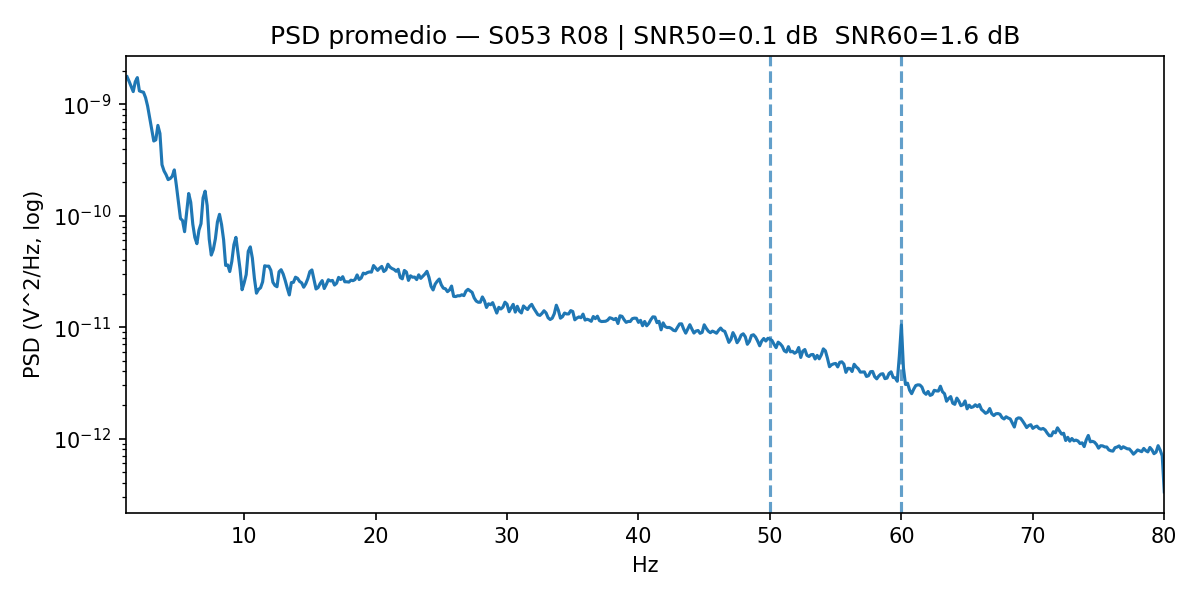 PSD promedio — S053 R08 | SNR50=0.1 dB  SNR60=1.6 dB
PSD (V^2/Hz, log)
10⁻⁹
10⁻¹⁰
10⁻¹¹
10⁻¹²
10 20 30 40 50 60 70 80
Hz